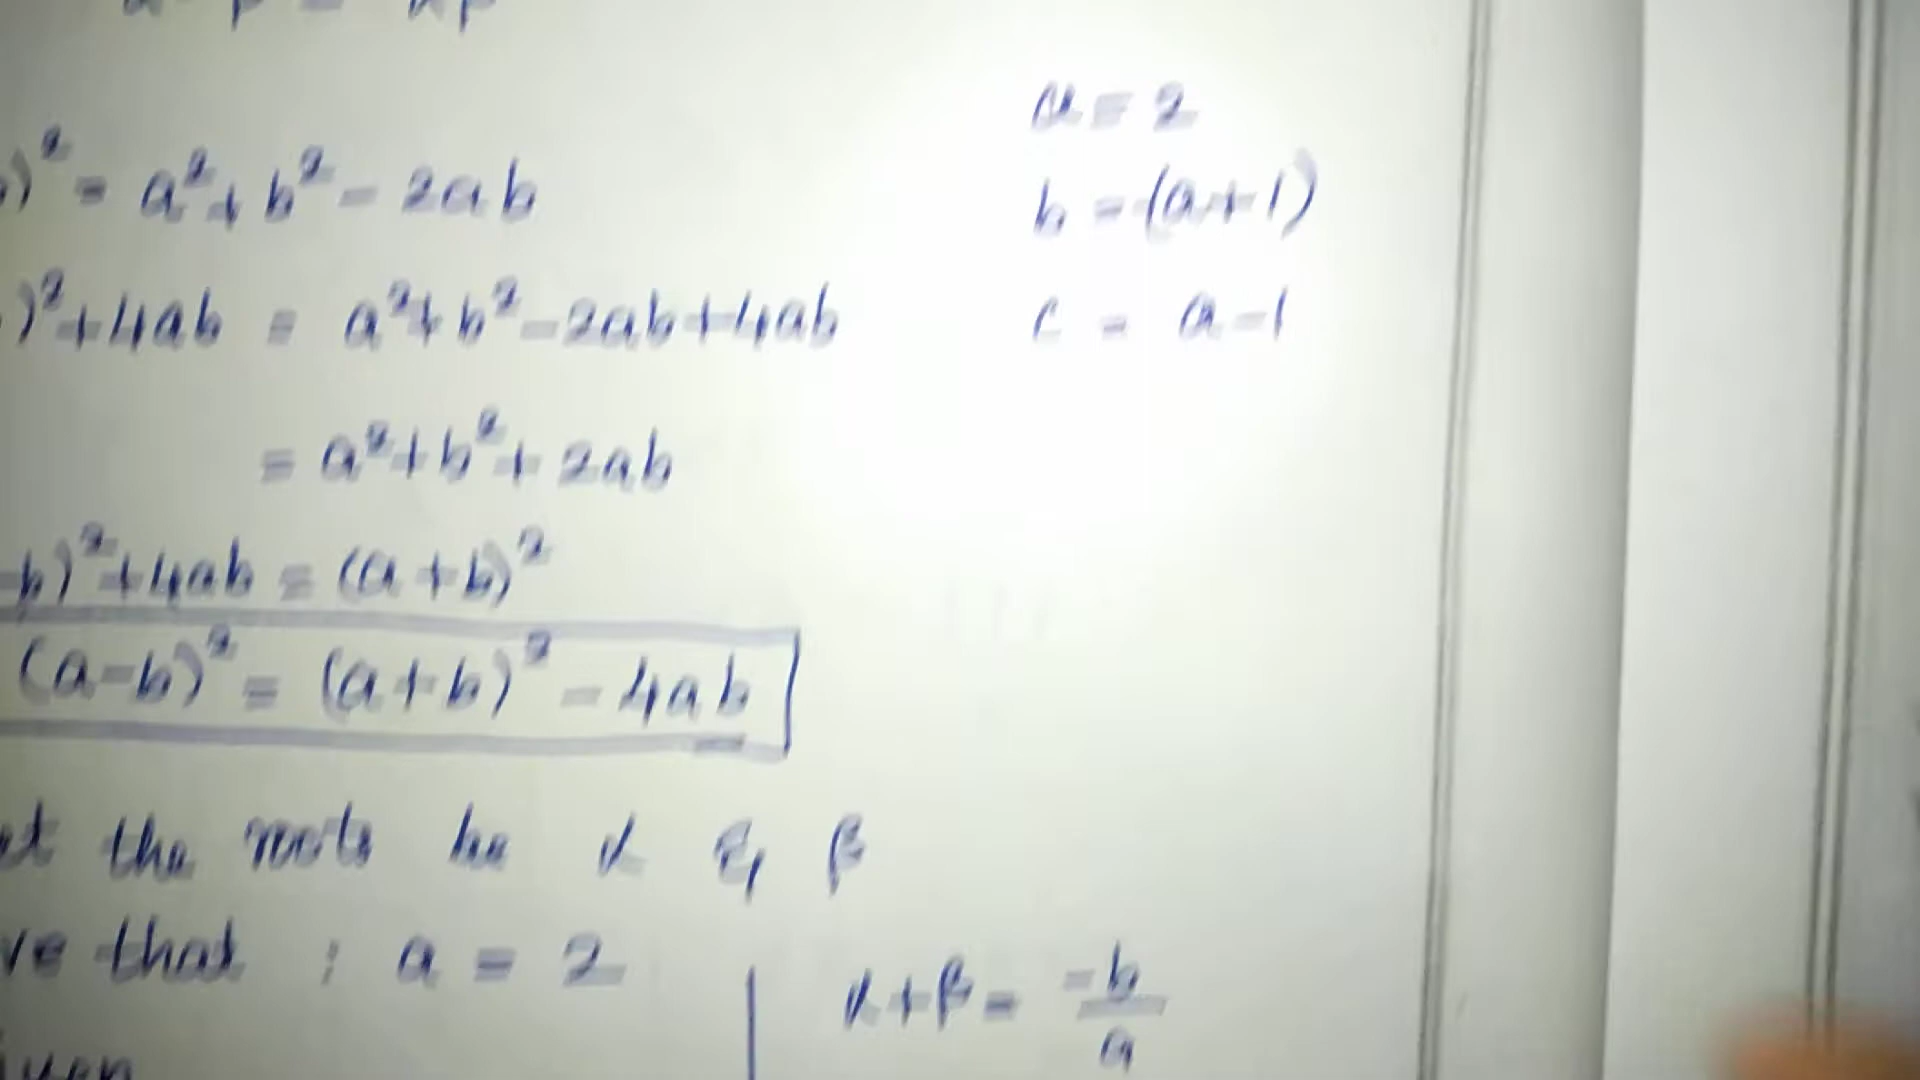 α - β = αβ
)² = a² + b² - 2ab
)² + 4ab = a² + b² - 2ab + 4ab
= a² + b² + 2ab
-b)² + 4ab = (a + b)²
(a - b)² = (a + b)² - 4ab
a = 2
b = (a + 1)
c = a - 1
the roots be α & β
that : a = 2
α + β = -b/a